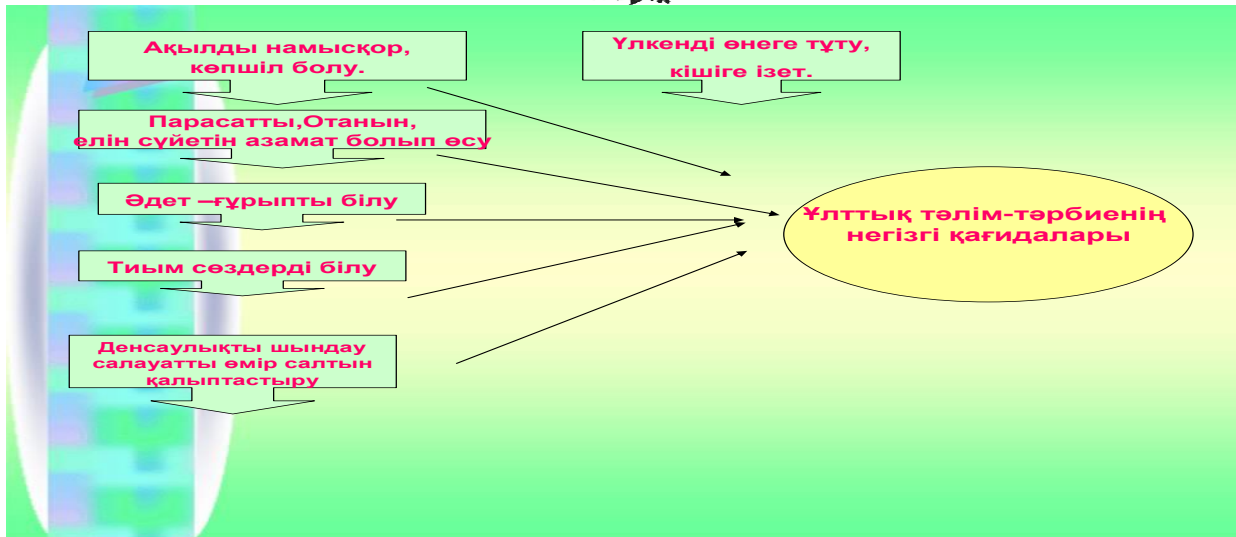 Ақылды намысқор,
көпшіл болу.
Үлкенді өнеге тұту,
кішіге ізет.
Парасатты,Отанын,
елін сүйетін азамат болып өсу
Әдет –ғұрыпты білу
Тиым сөздерді білу
Денсаулықты шындау
салауатты өмір салтын
қалыптастыру
Ұлттық тәлім-тәрбиенің
негізгі қағидалары